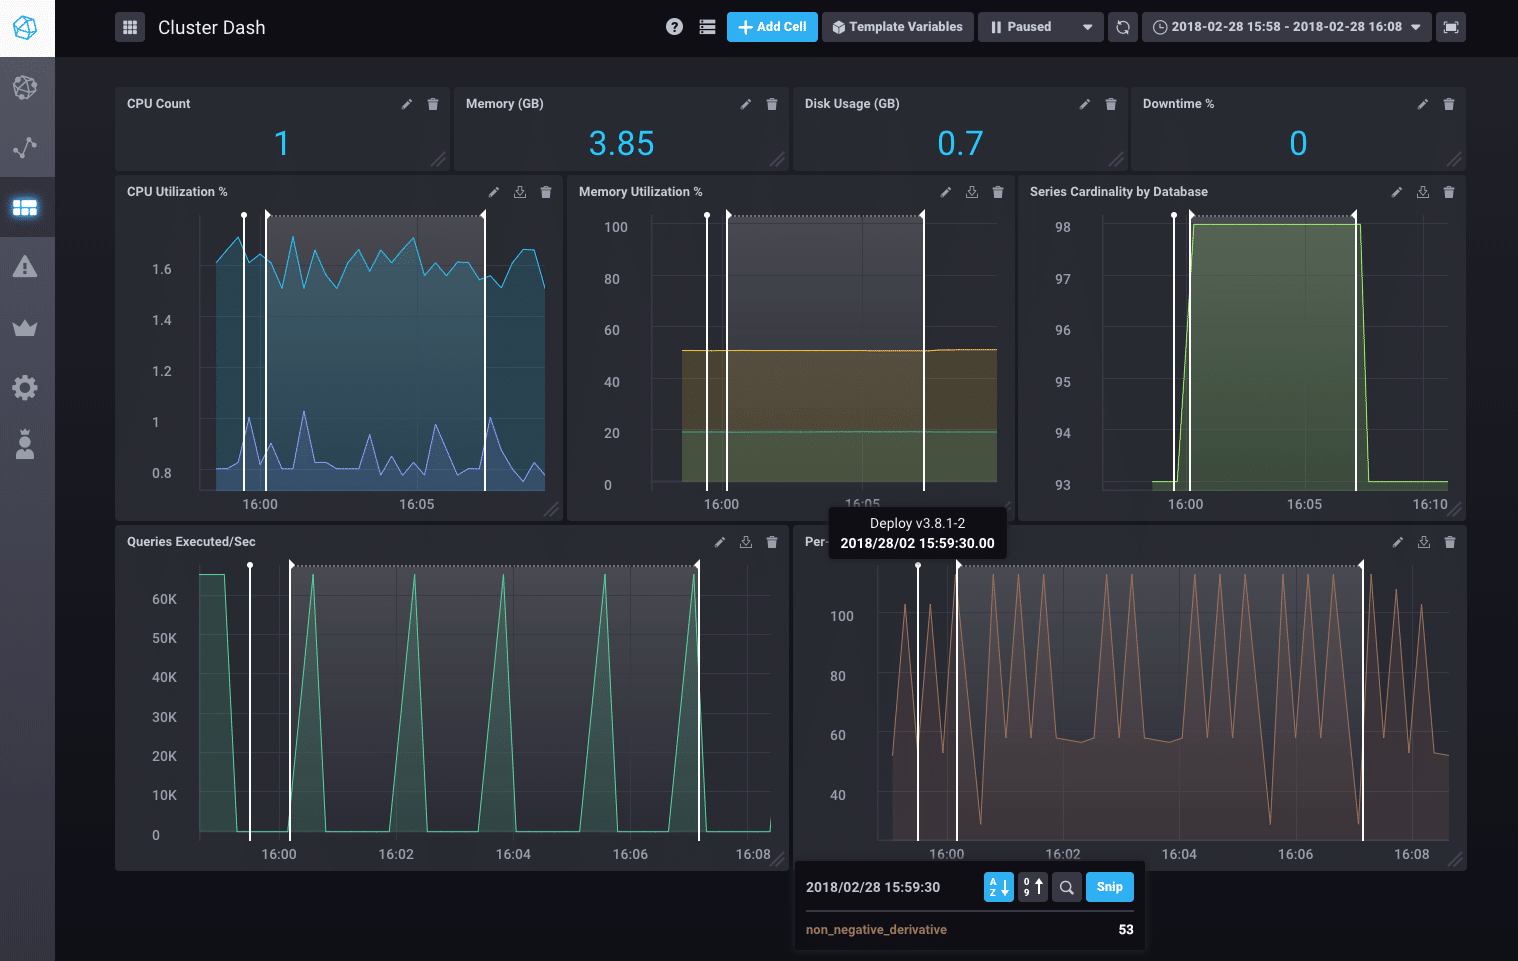 Cluster Dash
? Add Cell Template Variables Paused 2018-02-28 15:58 - 2018-02-28 16:08
CPU Count
1
Memory (GB)
3.85
Disk Usage (GB)
0.7
Downtime %
0
CPU Utilization %
1.6
1.4
1.2
1
0.8
16:00 16:05
Memory Utilization %
100
80
60
40
20
0
16:00 16:05
Series Cardinality by Database
98
97
96
95
94
93
16:00 16:05 16:10
Queries Executed/Sec
60K
50K
40K
30K
20K
10K
0
16:00 16:02 16:04 16:06 16:08
Per-
Deploy v3.8.1-2
2018/28/02 15:59:30.00
100
80
60
40
16:00 16:02 16:04 16:06 16:08
2018/02/28 15:59:30 A Z 0 9 Snip
non_negative_derivative 53